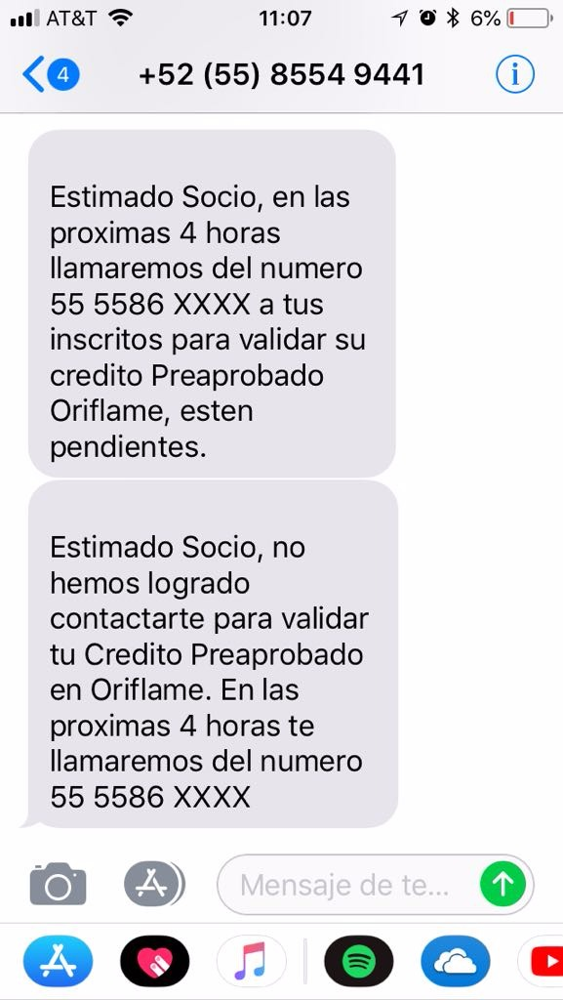 AT&T 11:07 6%
4 +52 (55) 8554 9441
Estimado Socio, en las
proximas 4 horas
llamaremos del numero
55 5586 XXXX a tus
inscritos para validar su
credito Preaprobado
Oriflame, esten
pendientes.
Estimado Socio, no
hemos logrado
contactarte para validar
tu Credito Preaprobado
en Oriflame. En las
proximas 4 horas te
llamaremos del numero
55 5586 XXXX
Mensaje de te...